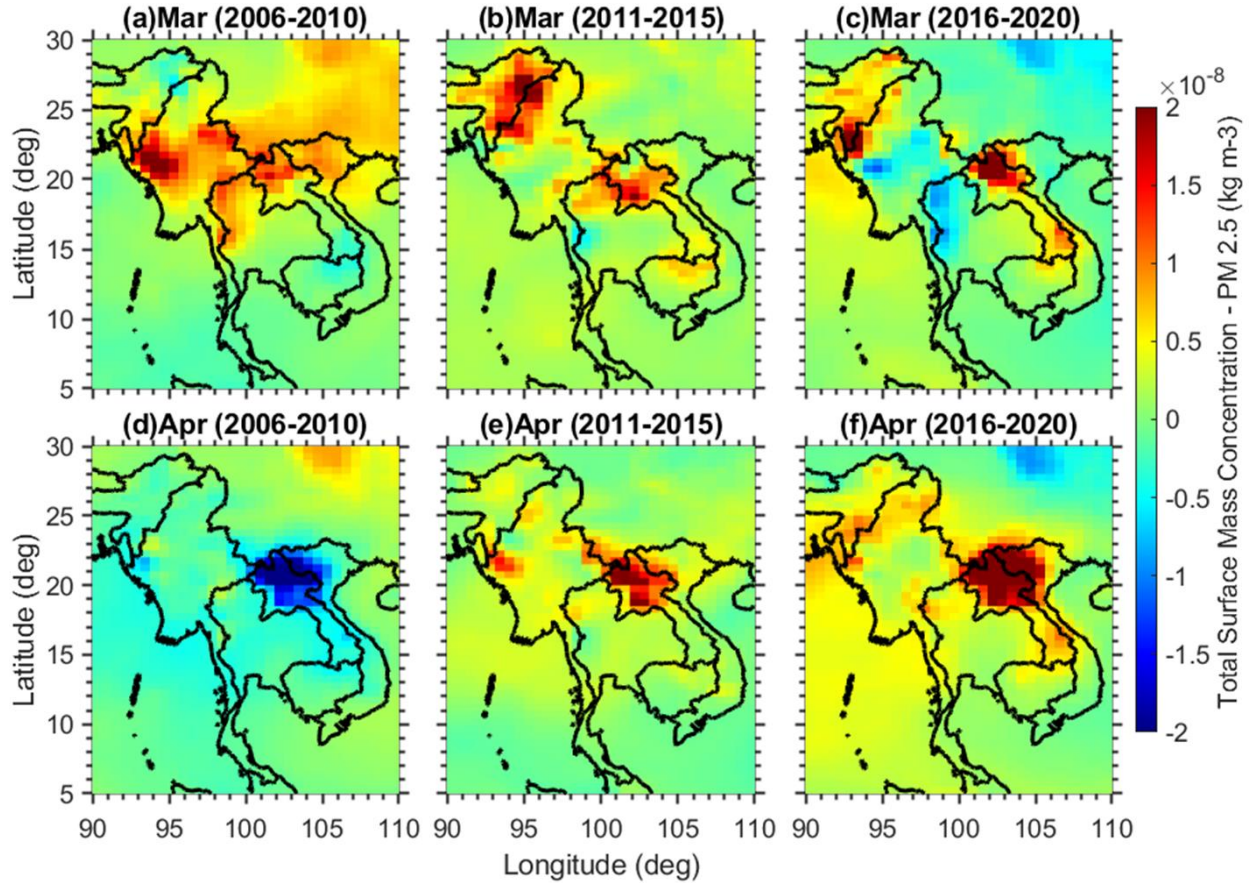 (a)Mar (2006-2010)
(b)Mar (2011-2015)
(c)Mar (2016-2020)
30
25
20
15
10
5
Latitude (deg)
×10-8
2
1.5
1
0.5
0
-0.5
-1
-1.5
-2
Total Surface Mass Concentration - PM 2.5 (kg m-3)
(d)Apr (2006-2010)
(e)Apr (2011-2015)
(f)Apr (2016-2020)
30
25
20
15
10
5
Latitude (deg)
90 95 100 105 110
90 95 100 105 110
90 95 100 105 110
Longitude (deg)